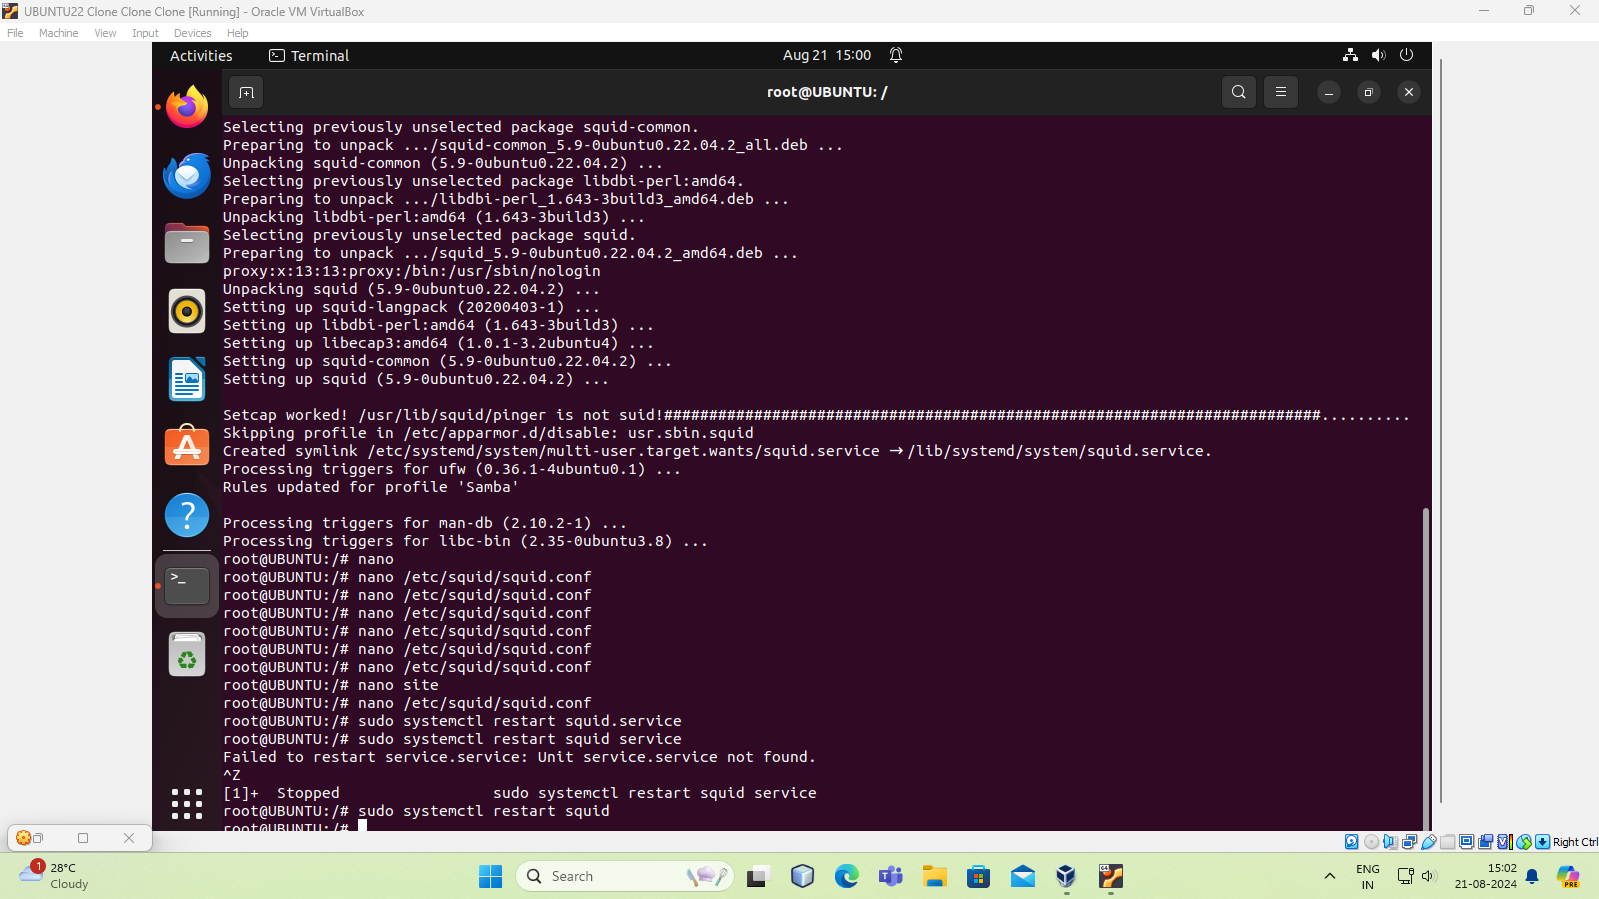 UBUNTU22 Clone Clone Clone [Running] - Oracle VM VirtualBox
File Machine View Input Devices Help
Activities Terminal Aug 21 15:00
root@UBUNTU: /
Selecting previously unselected package squid-common.
Preparing to unpack .../squid-common_5.9-0ubuntu0.22.04.2_all.deb ...
Unpacking squid-common (5.9-0ubuntu0.22.04.2) ...
Selecting previously unselected package libdbi-perl:amd64.
Preparing to unpack .../libdbi-perl_1.643-3build3_amd64.deb ...
Unpacking libdbi-perl:amd64 (1.643-3build3) ...
Selecting previously unselected package squid.
Preparing to unpack .../squid_5.9-0ubuntu0.22.04.2_amd64.deb ...
proxy:x:13:13:proxy:/bin:/usr/sbin/nologin
Unpacking squid (5.9-0ubuntu0.22.04.2) ...
Setting up squid-langpack (20200403-1) ...
Setting up libdbi-perl:amd64 (1.643-3build3) ...
Setting up libecap3:amd64 (1.0.1-3.2ubuntu4) ...
Setting up squid-common (5.9-0ubuntu0.22.04.2) ...
Setting up squid (5.9-0ubuntu0.22.04.2) ...
Setcap worked! /usr/lib/squid/pinger is not suid!#########################################################################..........
Skipping profile in /etc/apparmor.d/disable: usr.sbin.squid
Created symlink /etc/systemd/system/multi-user.target.wants/squid.service → /lib/systemd/system/squid.service.
Processing triggers for ufw (0.36.1-4ubuntu0.1) ...
Rules updated for profile 'Samba'
Processing triggers for man-db (2.10.2-1) ...
Processing triggers for libc-bin (2.35-0ubuntu3.8) ...
root@UBUNTU:/# nano
root@UBUNTU:/# nano /etc/squid/squid.conf
root@UBUNTU:/# nano /etc/squid/squid.conf
root@UBUNTU:/# nano /etc/squid/squid.conf
root@UBUNTU:/# nano /etc/squid/squid.conf
root@UBUNTU:/# nano /etc/squid/squid.conf
root@UBUNTU:/# nano /etc/squid/squid.conf
root@UBUNTU:/# nano site
root@UBUNTU:/# nano /etc/squid/squid.conf
root@UBUNTU:/# sudo systemctl restart squid.service
root@UBUNTU:/# sudo systemctl restart squid service
Failed to restart service.service: Unit service.service not found.
^Z
[1]+ Stopped sudo systemctl restart squid service
root@UBUNTU:/# sudo systemctl restart squid
root@UBUNTU:/#
Right Ctrl
1
28°C
Cloudy
Search
ENG
IN
15:02
21-08-2024
PRE